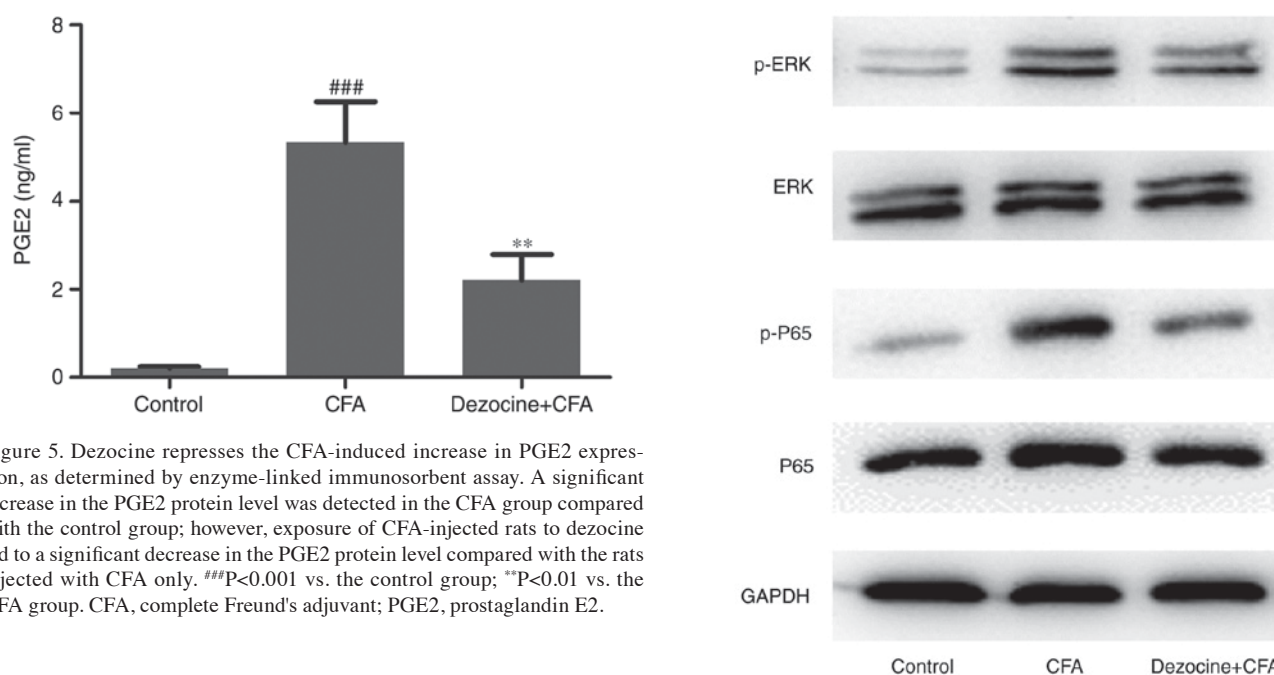 8
6
4
2
0
PGE2 (ng/ml)
###
**
Control CFA Dezocine+CFA
gure 5. Dezocine represses the CFA-induced increase in PGE2 expres-
on, as determined by enzyme-linked immunosorbent assay. A significant
crease in the PGE2 protein level was detected in the CFA group compared
ith the control group; however, exposure of CFA-injected rats to dezocine
d to a significant decrease in the PGE2 protein level compared with the rats
jected with CFA only. ###P<0.001 vs. the control group; **P<0.01 vs. the
FA group. CFA, complete Freund's adjuvant; PGE2, prostaglandin E2.
p-ERK
ERK
p-P65
P65
GAPDH
Control CFA Dezocine+CFA